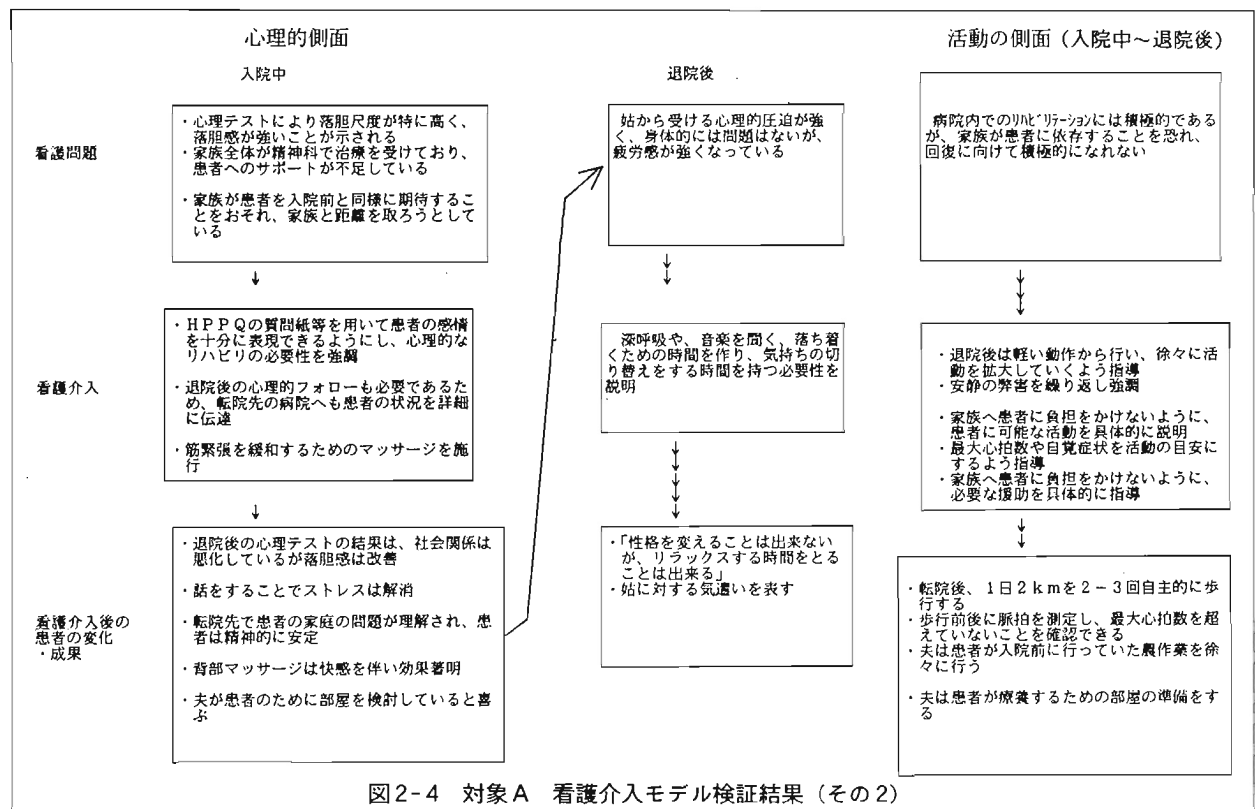 心理的側面
活動の側面(入院中〜退院後)
入院中
退院後
看護問題
・心理テストにより落胆尺度が特に高く、
落胆感が強いことが示される
・家族全体が精神科で治療を受けており、
患者へのサポートが不足している
・家族が患者を入院前と同様に期待するこ
とをおそれ、家族と距離を取ろうとして
いる
姑から受ける心理的圧迫が強
く、身体的には問題はないが、
疲労感が強くなっている
病院内でのリハビリテーションには積極的である
が、家族が患者に依存することを恐れ、
回復に向けて積極的になれない
↓
↓
↓
↓
↓
↓
看護介入
・HPPQの質問紙等を用いて患者の感情
を十分に表現できるようにし、心理的な
リハビリの必要性を強調
・退院後の心理的フォローも必要であるた
め、転院先の病院へも患者の状況を詳細
に伝達
・筋緊張を緩和するためのマッサージを施
行
深呼吸や、音楽を聞く、落ち着
くための時間を作り、気持ちの切
り替えをする時間を持つ必要性を
説明
・退院後は軽い動作から行い、徐々に活
動を拡大していくよう指導
・安静の弊害を繰り返し強調
・家族へ患者に負担をかけないように、
患者に可能な活動を具体的に説明
・最大心拍数や自覚症状を活動の目安に
するよう指導
・家族へ患者に負担をかけないように、
必要な援助を具体的に指導
↓
↓
↓
↓
↓
↓
↓
↓
看護介入後の
患者の変化
・成果
・退院後の心理テストの結果は、社会関係は
悪化しているが落胆感は改善
・話をすることでストレスは解消
・転院先で患者の家庭の問題が理解され、患
者は精神的に安定
・背部マッサージは快感を伴い効果著明
・夫が患者のために部屋を検討していると喜
ぶ
・「性格を変えることは出来ない
が、リラックスする時間をとる
ことは出来る」
・姑に対する気遣いを表す
・転院後、1日2kmを2−3回自主的に歩
行する
・歩行前後に脈拍を測定し、最大心拍数を超
えていないことを確認できる
・夫は患者が入院前に行っていた農作業を徐
々に行う
・夫は患者が療養するための部屋の準備をす
る
図2-4 対象A 看護介入モデル検証結果(その2)